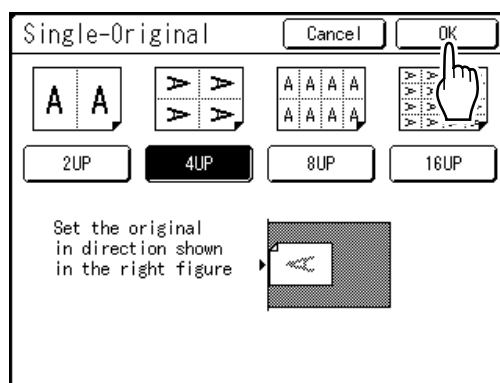 Single-Original Cancel OK
A A A A A A A A A A A A A A
2UP 4UP 8UP 16UP
Set the original
in direction shown
in the right figure
A